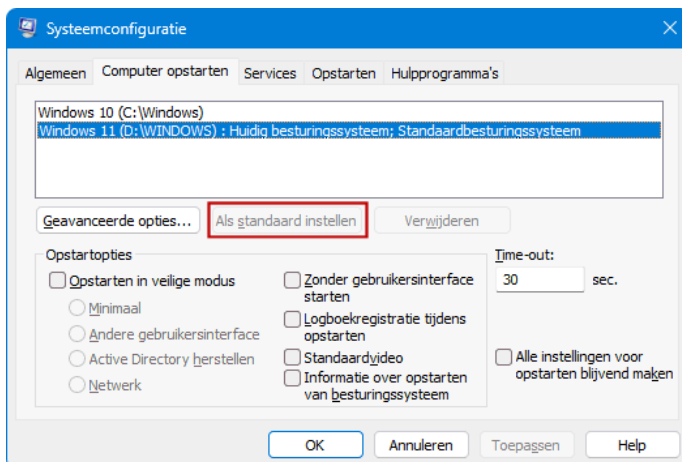 Systeemconfiguratie
Algemeen Computer opstarten Services Opstarten Hulpprogramma's
Windows 10 (C:\Windows)
Windows 11 (D:\WINDOWS) : Huidig besturingssysteem; Standaardbesturingssysteem
Geavanceerde opties... Als standaard instellen Verwijderen
Opstartopties
Time-out:
Opstarten in veilige modus
Minimaal
Andere gebruikersinterface
Active Directory herstellen
Netwerk
Zonder gebruikersinterface
starten
Logboekregistratie tijdens
opstarten
Standaardvideo
Informatie over opstarten
van besturingssysteem
30 sec.
Alle instellingen voor
opstarten blijvend maken
OK Annuleren Toepassen Help